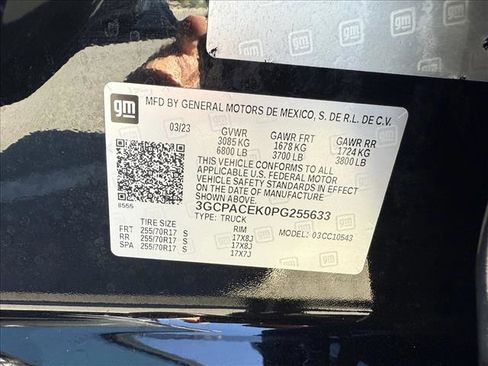 gm
MFD BY GENERAL MOTORS DE MEXICO, S. DE R.L. DE C.V.
03/23 GVWR GAWR FRT GAWR RR
3085 KG 1678 KG 1724 KG
6800 LB 3700 LB 3800 LB
THIS VEHICLE CONFORMS TO ALL
APPLICABLE U.S. FEDERAL MOTOR
VEHICLE SAFETY STANDARDS IN EFFECT
ON THE DATE OF MANUFACTURE SHOWN ABOVE.
3GCPACEK0PG255633
8555
TYPE: TRUCK MODEL: 03CC10543
TIRE SIZE RIM
FRT 255/70R17 S 17X8J
RR 255/70R17 S 17X8J
SPA 255/70R17 S 17X7J